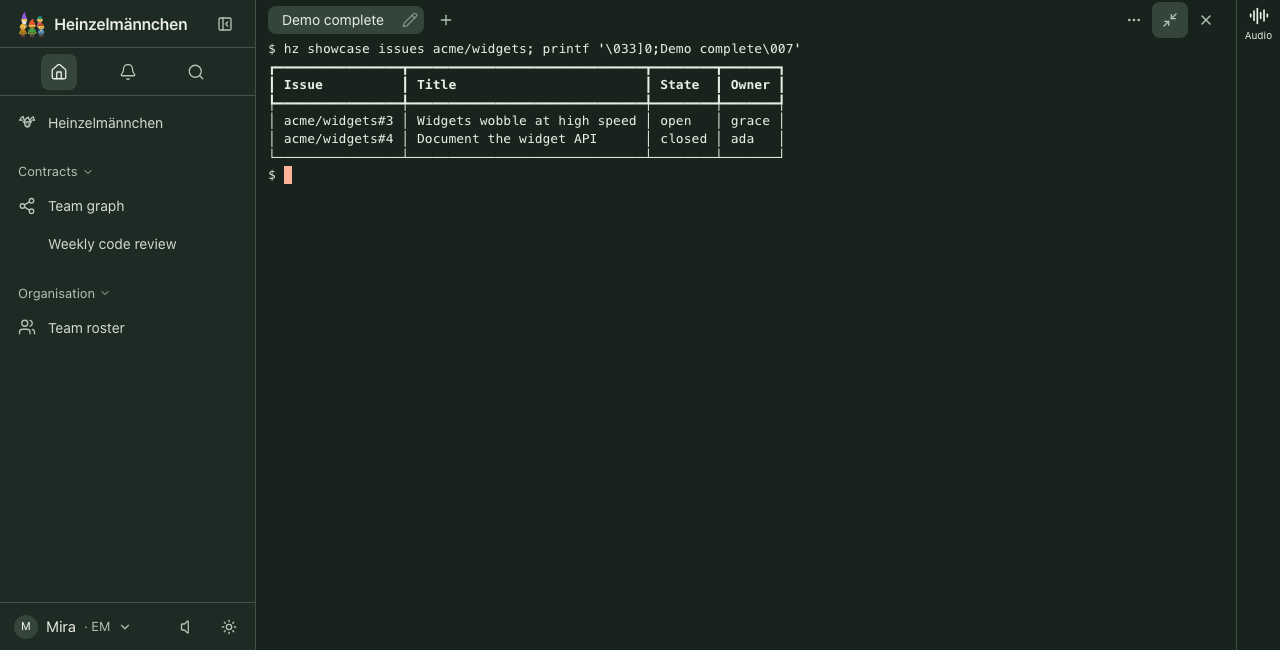 Heinzelmännchen
Demo complete
Audio
$ hz showcase issues acme/widgets; printf '\033]0;Demo complete\007'
Issue Title State Owner
acme/widgets#3 Widgets wobble at high speed open grace
acme/widgets#4 Document the widget API closed ada
$
Heinzelmännchen
Contracts
Team graph
Weekly code review
Organisation
Team roster
M Mira · EM